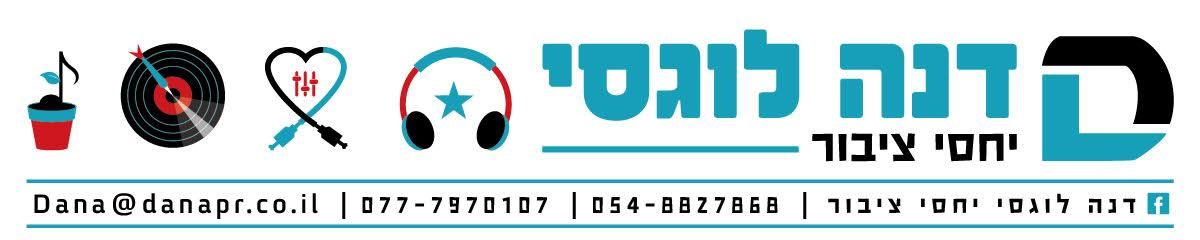 דנה לוגסי
יחסי ציבור
דנה לוגסי יחסי ציבור | 054-8827868 | 077-7970107 | Dana@danapr.co.il